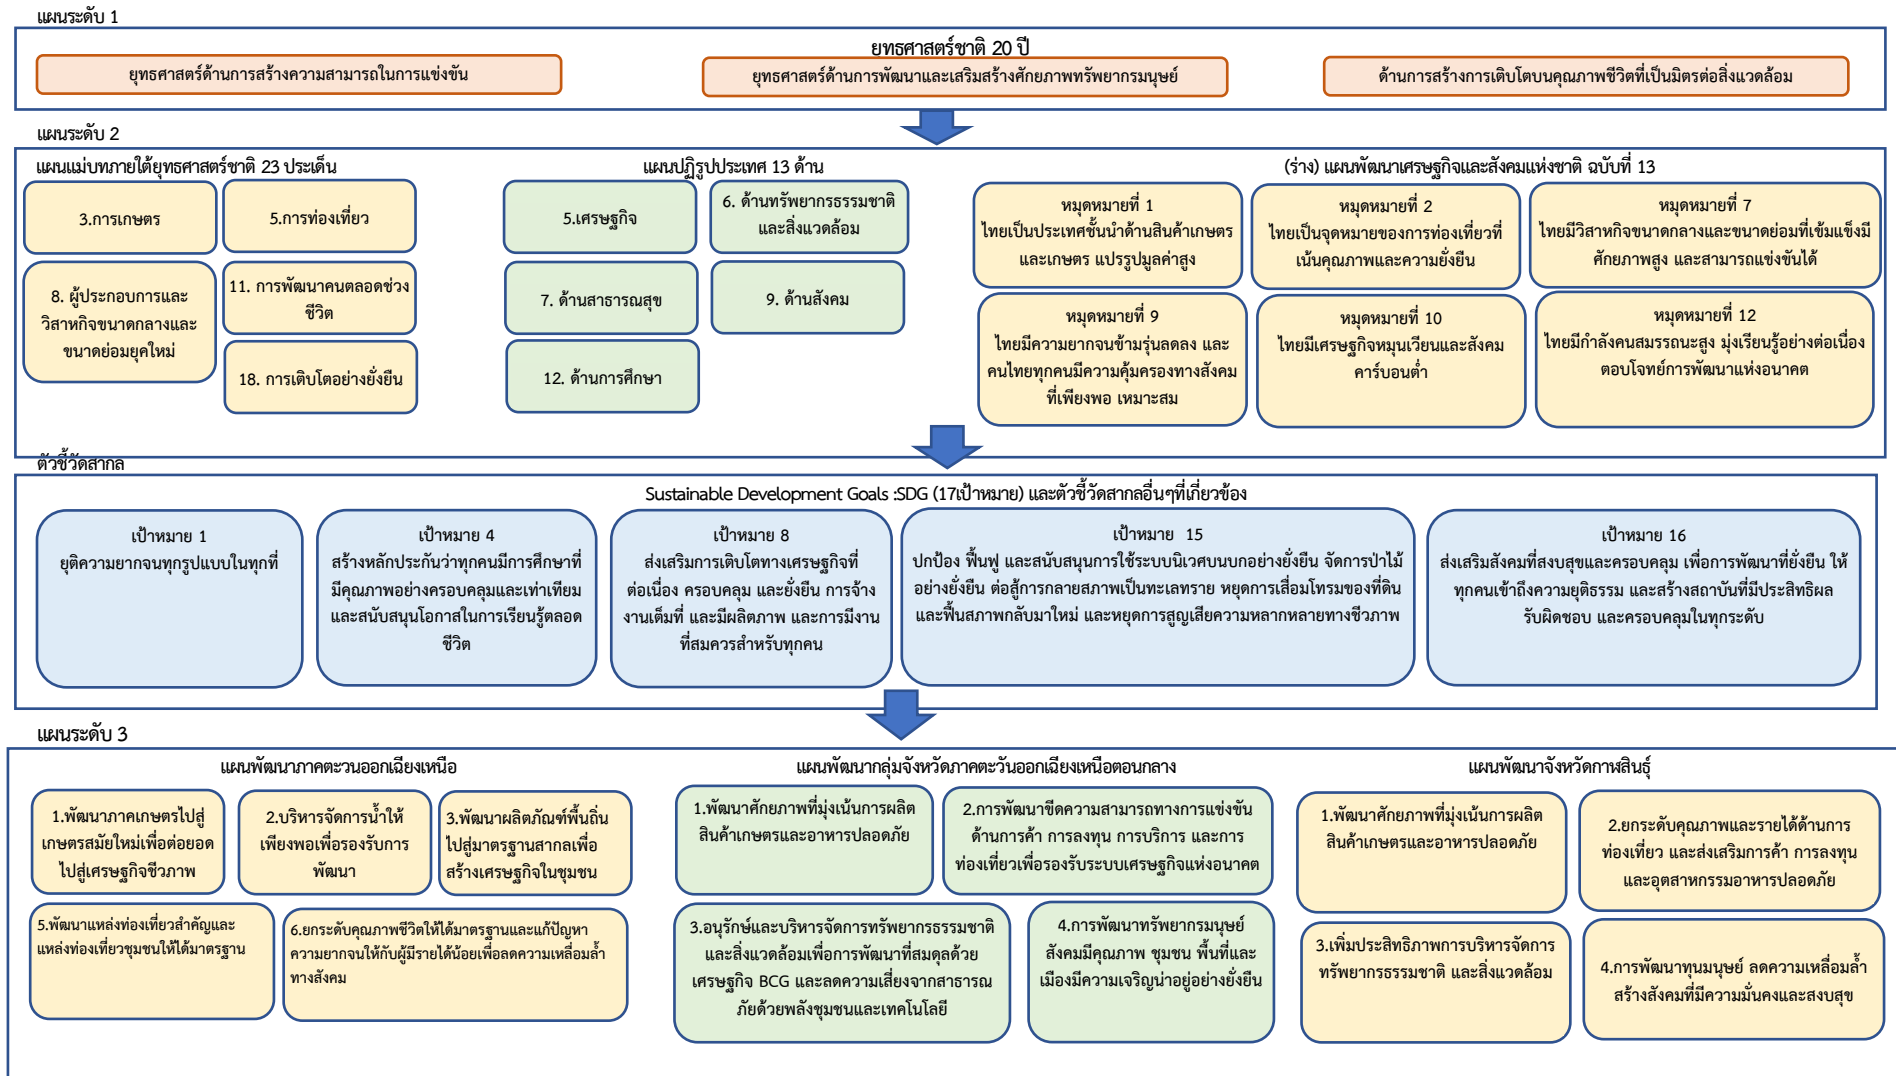 แผนระดับ 1
ยุทธศาสตร์ชาติ 20 ปี
ยุทธศาสตร์ด้านการสร้างความสามารถในการแข่งขัน
ยุทธศาสตร์ด้านการพัฒนาและเสริมสร้างศักยภาพทรัพยากรมนุษย์
ด้านการสร้างการเติบโตบนคุณภาพชีวิตที่เป็นมิตรต่อสิ่งแวดล้อม
แผนระดับ 2
แผนแม่บทภายใต้ยุทธศาสตร์ชาติ 23 ประเด็น
3.การเกษตร
5.การท่องเที่ยว
8. ผู้ประกอบการและ
วิสาหกิจขนาดกลางและ
ขนาดย่อมยุคใหม่
11. การพัฒนาคนตลอดช่วง
ชีวิต
18. การเติบโตอย่างยั่งยืน
แผนปฏิรูปประเทศ 13 ด้าน
5.เศรษฐกิจ
6. ด้านทรัพยากรธรรมชาติ
และสิ่งแวดล้อม
7. ด้านสาธารณสุข
9. ด้านสังคม
12. ด้านการศึกษา
(ร่าง) แผนพัฒนาเศรษฐกิจและสังคมแห่งชาติ ฉบับที่ 13
หมุดหมายที่ 1
ไทยเป็นประเทศชั้นนำด้านสินค้าเกษตร
และเกษตร แปรรูปมูลค่าสูง
หมุดหมายที่ 2
ไทยเป็นจุดหมายของการท่องเที่ยวที่
เน้นคุณภาพและความยั่งยืน
หมุดหมายที่ 7
ไทยมีวิสาหกิจขนาดกลางและขนาดย่อมที่เข้มแข็งมี
ศักยภาพสูง และสามารถแข่งขันได้
หมุดหมายที่ 9
ไทยมีความยากจนข้ามรุ่นลดลง และ
คนไทยทุกคนมีความคุ้มครองทางสังคม
ที่เพียงพอ เหมาะสม
หมุดหมายที่ 10
ไทยมีเศรษฐกิจหมุนเวียนและสังคม
คาร์บอนต่ำ
หมุดหมายที่ 12
ไทยมีกำลังคนสมรรถนะสูง มุ่งเรียนรู้อย่างต่อเนื่อง
ตอบโจทย์การพัฒนาแห่งอนาคต
ตัวชี้วัดสากล
Sustainable Development Goals :SDG (17เป้าหมาย) และตัวชี้วัดสากลอื่นๆที่เกี่ยวข้อง
เป้าหมาย 1
ยุติความยากจนทุกรูปแบบในทุกที่
เป้าหมาย 4
สร้างหลักประกันว่าทุกคนมีการศึกษาที่
มีคุณภาพอย่างครอบคลุมและเท่าเทียม
และสนับสนุนโอกาสในการเรียนรู้ตลอด
ชีวิต
เป้าหมาย 8
ส่งเสริมการเติบโตทางเศรษฐกิจที่
ต่อเนื่อง ครอบคลุม และยั่งยืน การจ้าง
งานเต็มที่ และมีผลิตภาพ และการมีงาน
ที่สมควรสำหรับทุกคน
เป้าหมาย 15
ปกป้อง ฟื้นฟู และสนับสนุนการใช้ระบบนิเวศบนบกอย่างยั่งยืน จัดการป่าไม้
อย่างยั่งยืน ต่อสู้การกลายสภาพเป็นทะเลทราย หยุดการเสื่อมโทรมของที่ดิน
และฟื้นสภาพกลับมาใหม่ และหยุดการสูญเสียความหลากหลายทางชีวภาพ
เป้าหมาย 16
ส่งเสริมสังคมที่สงบสุขและครอบคลุม เพื่อการพัฒนาที่ยั่งยืน ให้
ทุกคนเข้าถึงความยุติธรรม และสร้างสถาบันที่มีประสิทธิผล
รับผิดชอบ และครอบคลุมในทุกระดับ
แผนระดับ 3
แผนพัฒนาภาคตะวนออกเฉียงเหนือ
1.พัฒนาภาคเกษตรไปสู่
เกษตรสมัยใหม่เพื่อต่อยอด
ไปสู่เศรษฐกิจชีวภาพ
2.บริหารจัดการน้ำให้
เพียงพอเพื่อรองรับการ
พัฒนา
3.พัฒนาผลิตภัณฑ์พื้นถิ่น
ไปสู่มาตรฐานสากลเพื่อ
สร้างเศรษฐกิจในชุมชน
5.พัฒนาแหล่งท่องเที่ยวสำคัญและ
แหล่งท่องเที่ยวชุมชนให้ได้มาตรฐาน
6.ยกระดับคุณภาพชีวิตให้ได้มาตรฐานและแก้ปัญหา
ความยากจนให้กับผู้มีรายได้น้อยเพื่อลดความเหลื่อมล้ำ
ทางสังคม
แผนพัฒนากลุ่มจังหวัดภาคตะวันออกเฉียงเหนือตอนกลาง
1.พัฒนาศักยภาพที่มุ่งเน้นการผลิต
สินค้าเกษตรและอาหารปลอดภัย
2.การพัฒนาขีดความสามารถทางการแข่งขัน
ด้านการค้า การลงทุน การบริการ และการ
ท่องเที่ยวเพื่อรองรับระบบเศรษฐกิจแห่งอนาคต
3.อนุรักษ์และบริหารจัดการทรัพยากรธรรมชาติ
และสิ่งแวดล้อมเพื่อการพัฒนาที่สมดุลด้วย
เศรษฐกิจ BCG และลดความเสี่ยงจากสาธารณ
ภัยด้วยพลังชุมชนและเทคโนโลยี
4.การพัฒนาทรัพยากรมนุษย์
สังคมมีคุณภาพ ชุมชน พื้นที่และ
เมืองมีความเจริญน่าอยู่อย่างยั่งยืน
แผนพัฒนาจังหวัดกาฬสินธุ์
1.พัฒนาศักยภาพที่มุ่งเน้นการผลิต
สินค้าเกษตรและอาหารปลอดภัย
2.ยกระดับคุณภาพและรายได้ด้านการ
ท่องเที่ยว และส่งเสริมการค้า การลงทุน
และอุตสาหกรรมอาหารปลอดภัย
3.เพิ่มประสิทธิภาพการบริหารจัดการ
ทรัพยากรธรรมชาติ และสิ่งแวดล้อม
4.การพัฒนาทุนมนุษย์ ลดความเหลื่อมล้ำ
สร้างสังคมที่มีความมั่นคงและสงบสุข